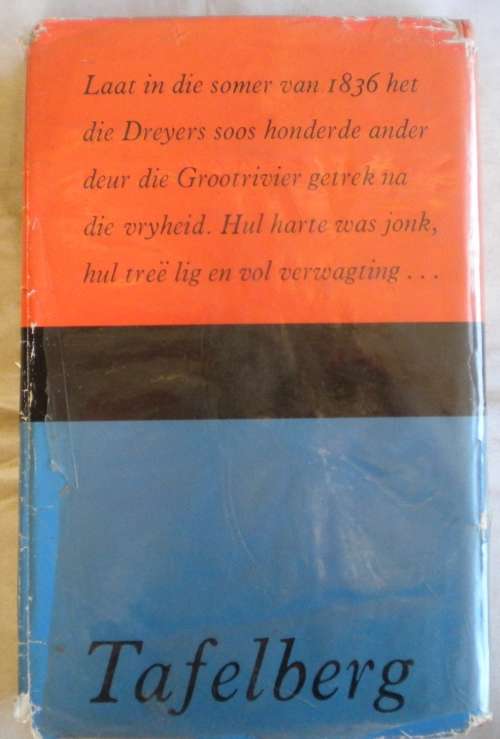 Laat in die somer van 1836 het
die Dreyers soos honderde ander
deur die Grootrivier getrek na
die vryheid. Hul harte was jonk,
hul treë lig en vol verwagting . . .
Tafelberg